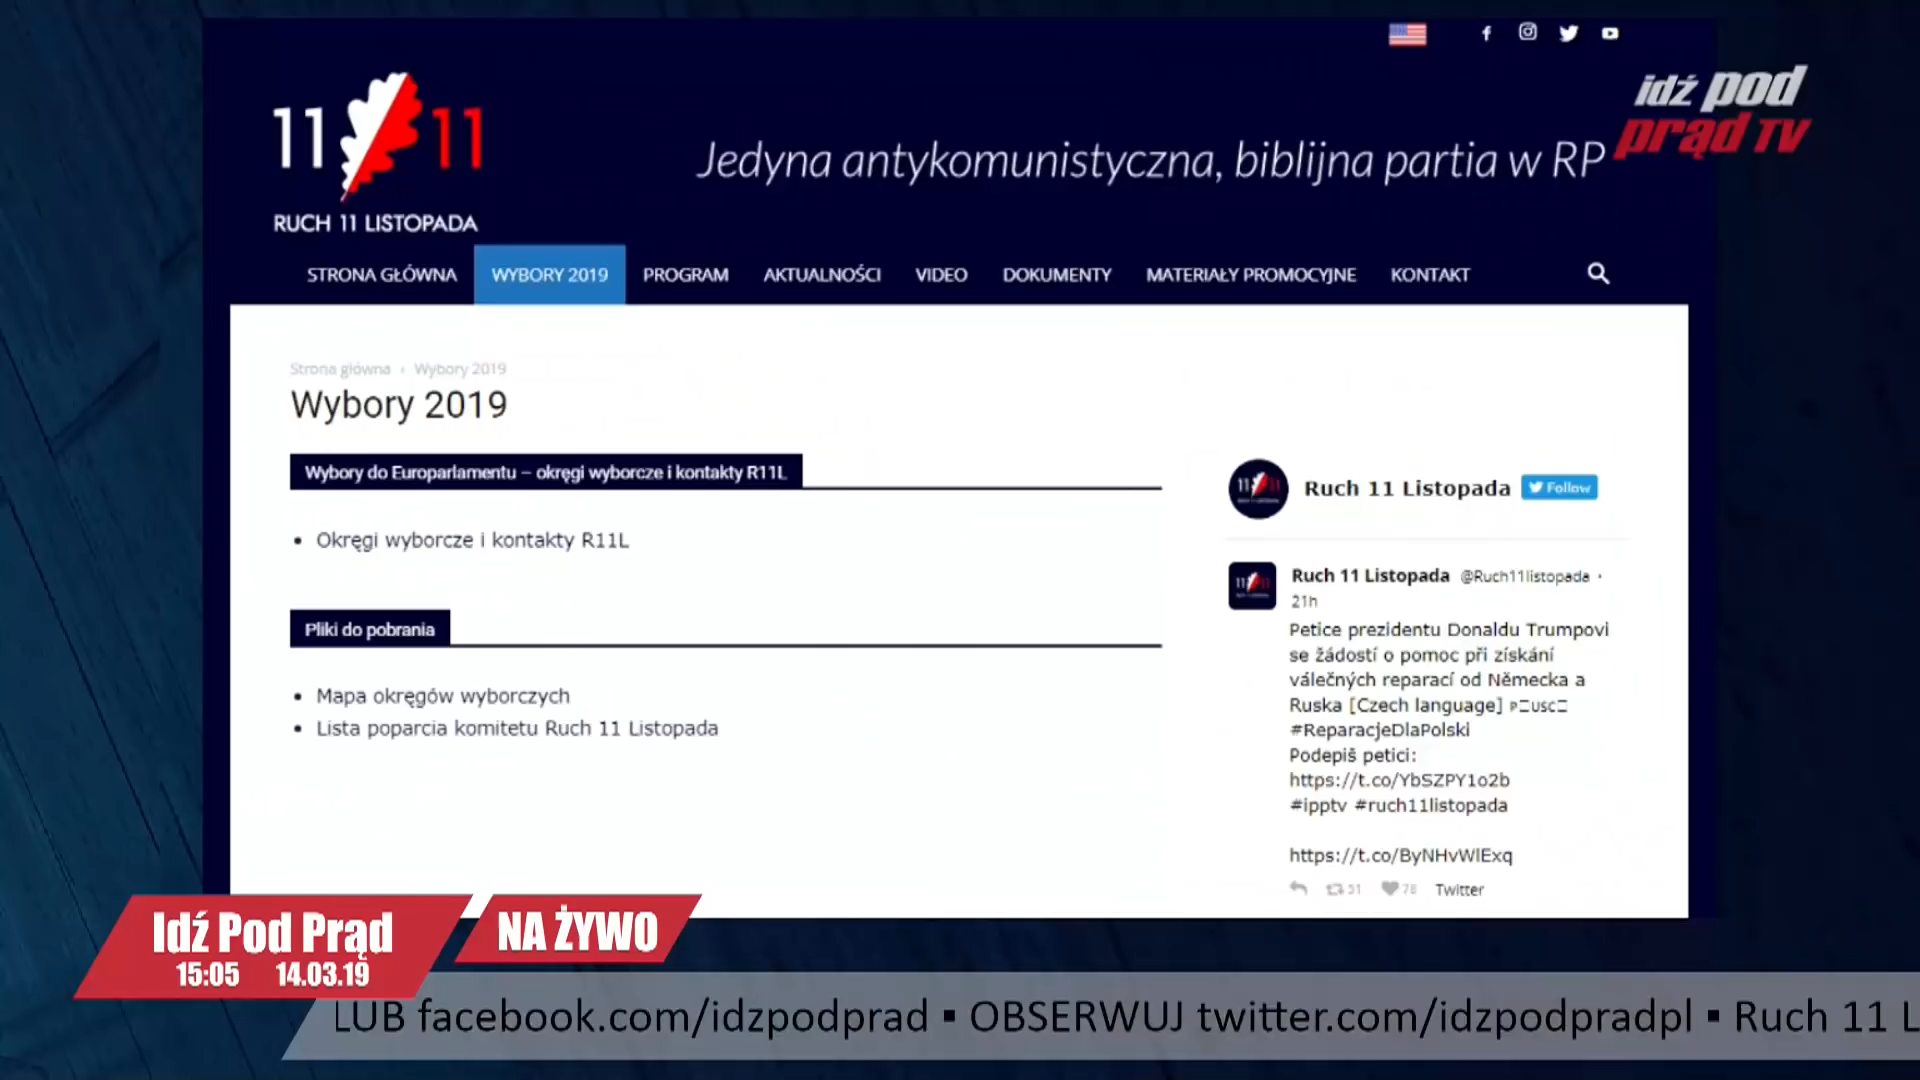 idź pod
prąd TV
11 11
RUCH 11 LISTOPADA
Jedyna antykomunistyczna, biblijna partia w RP
STRONA GŁÓWNA WYBORY 2019 PROGRAM AKTUALNOŚCI VIDEO DOKUMENTY MATERIAŁY PROMOCYJNE KONTAKT
Strona główna › Wybory 2019
Wybory 2019
Wybory do Europarlamentu – okręgi wyborcze i kontakty R11L
• Okręgi wyborcze i kontakty R11L
Pliki do pobrania
• Mapa okręgów wyborczych
• Lista poparcia komitetu Ruch 11 Listopada
Ruch 11 Listopada Follow
Ruch 11 Listopada @Ruch11listopada ·
21h
Petice prezidentu Donaldu Trumpovi
se žádostí o pomoc při získání
válečných reparací od Německa a
Ruska [Czech language]
#ReparacjeDlaPolski
Podepiš petici:
https://t.co/YbSZPY1o2b
#ipptv #ruch11listopada
https://t.co/ByNHvWlExq
78 Twitter
Idź Pod Prąd
15:05 14.03.19
NA ŻYWO
LUB facebook.com/idzpodprad ▪ OBSERWUJ twitter.com/idzpodpradpl ▪ Ruch 11 L